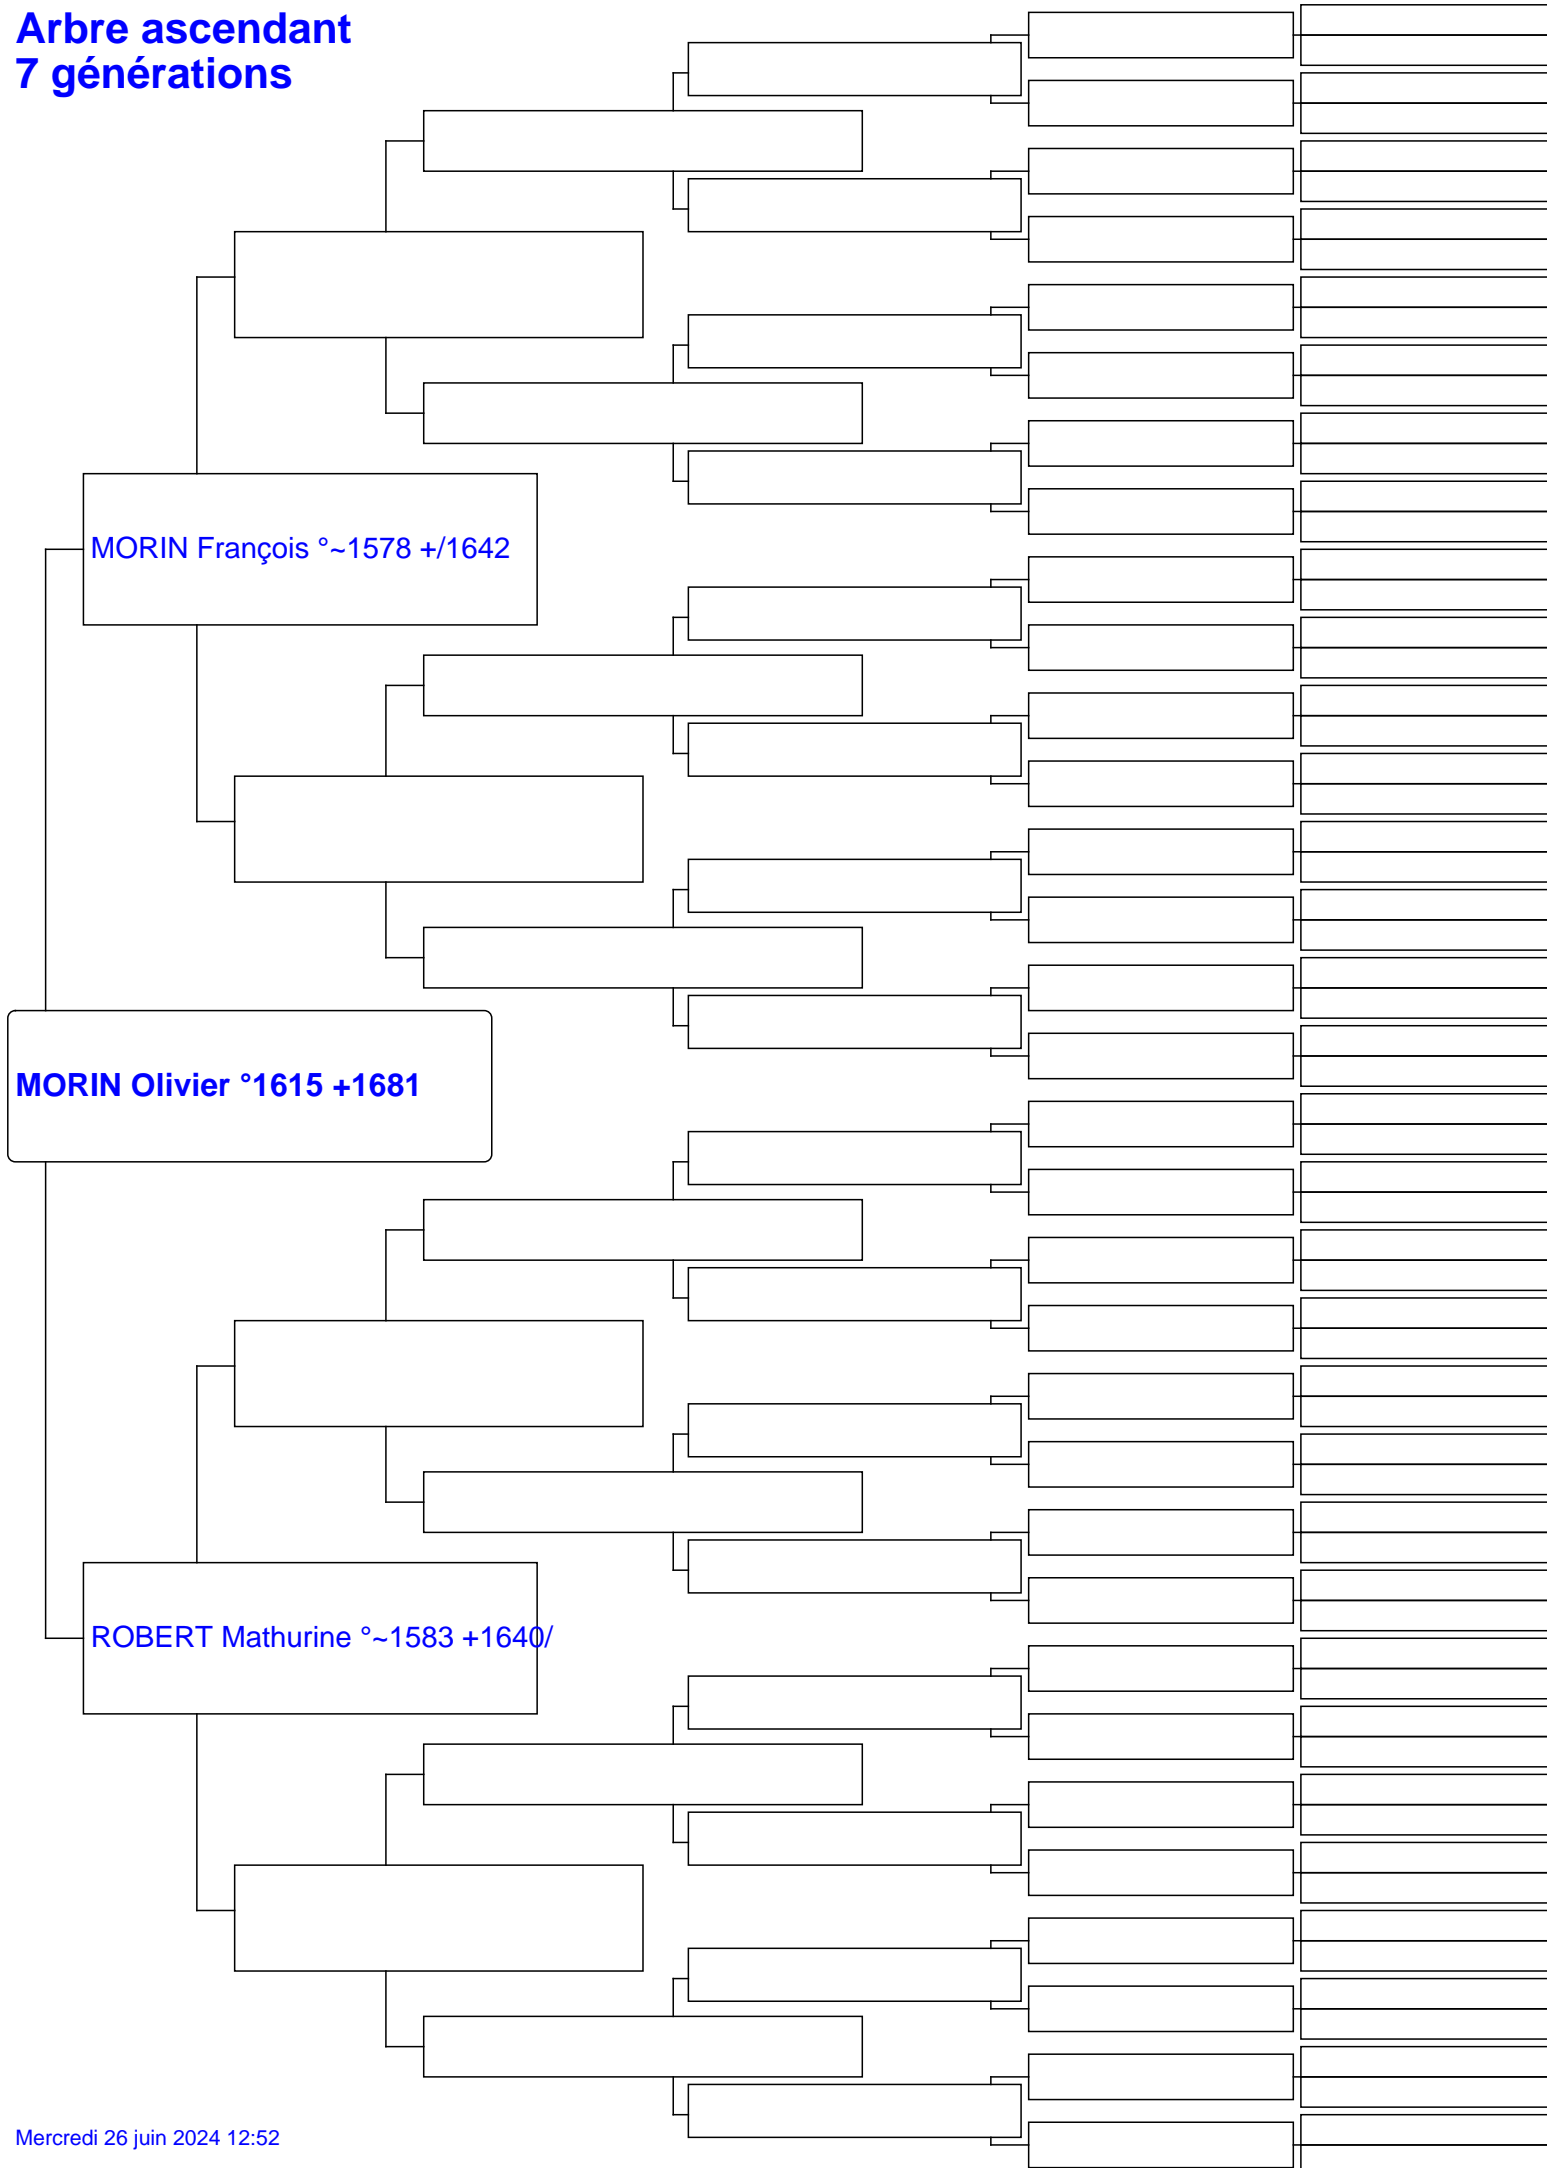 Arbre ascendant
7 générations
MORIN François °~1578 +/1642
MORIN Olivier °1615 +1681
ROBERT Mathurine °~1583 +1640/
Mercredi 26 juin 2024 12:52